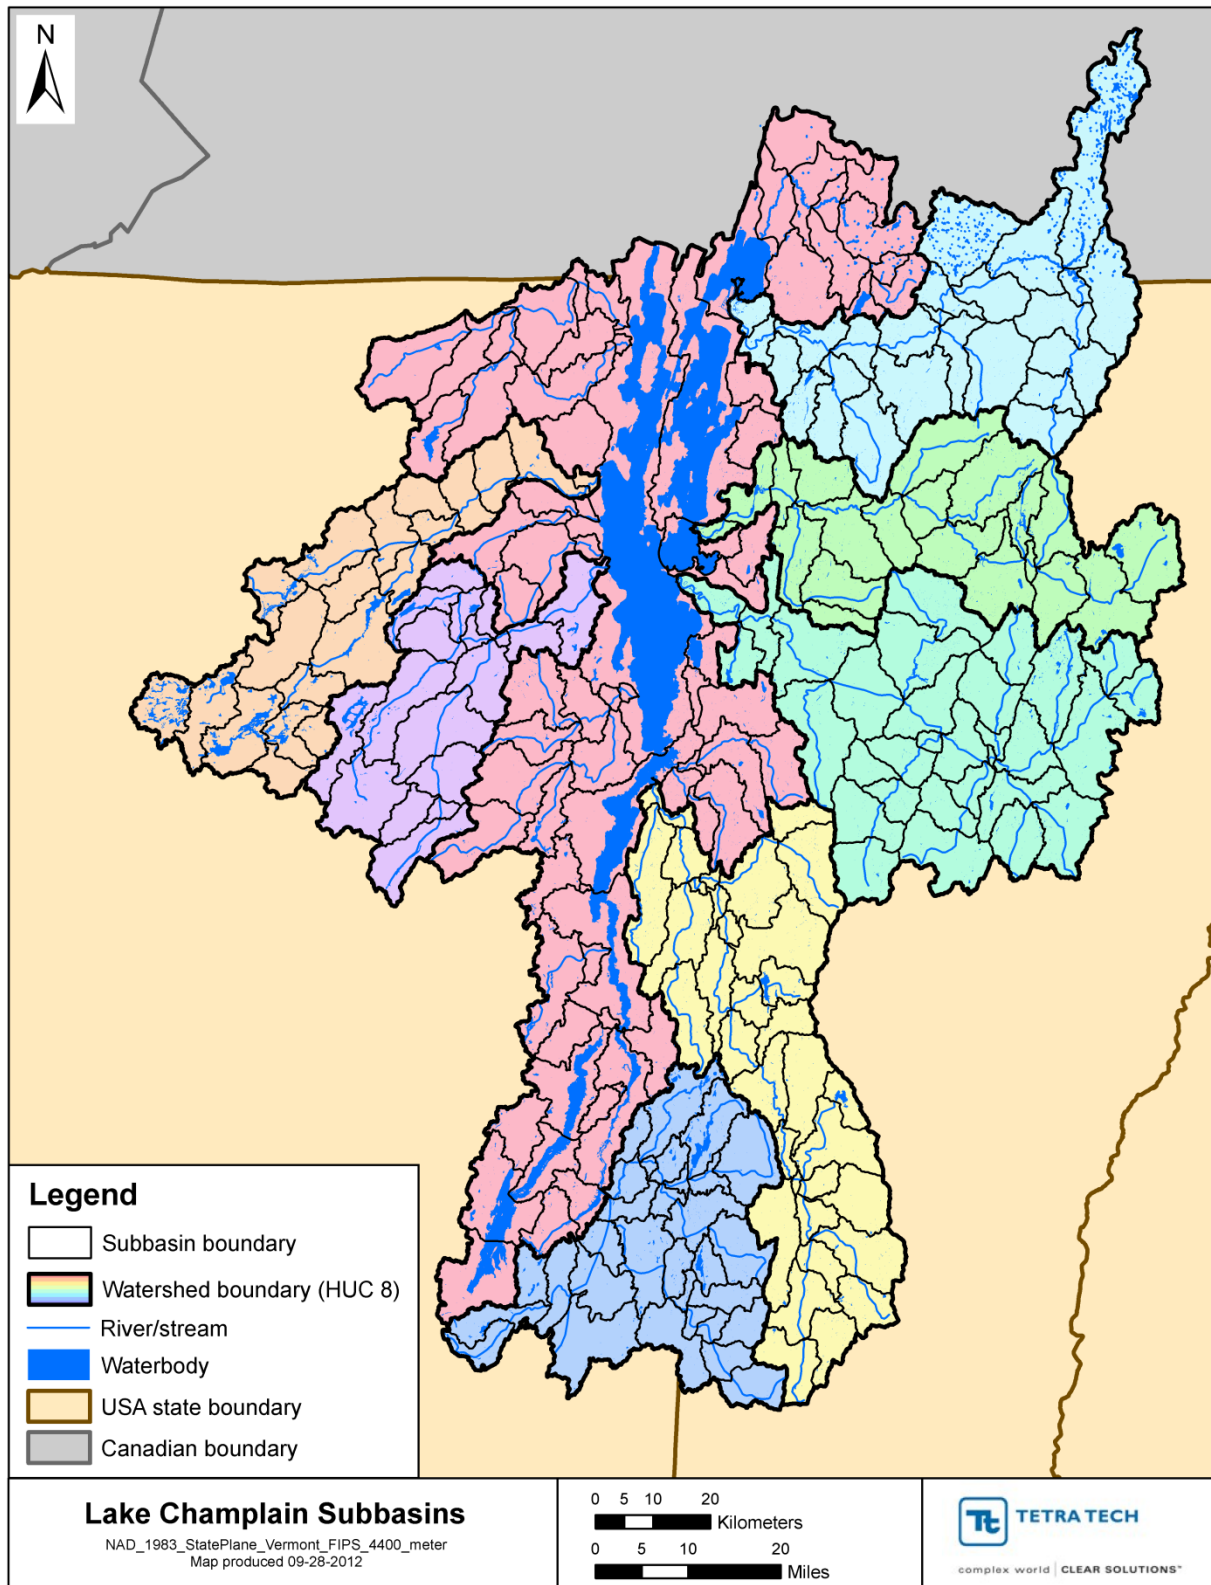 N
Legend
Subbasin boundary
Watershed boundary (HUC 8)
River/stream
Waterbody
USA state boundary
Canadian boundary
Lake Champlain Subbasins
NAD_1983_StatePlane_Vermont_FIPS_4400_meter
Map produced 09-28-2012
0 5 10 20
Kilometers
0 5 10 20
Miles
Tt TETRA TECH
complex world | CLEAR SOLUTIONS™